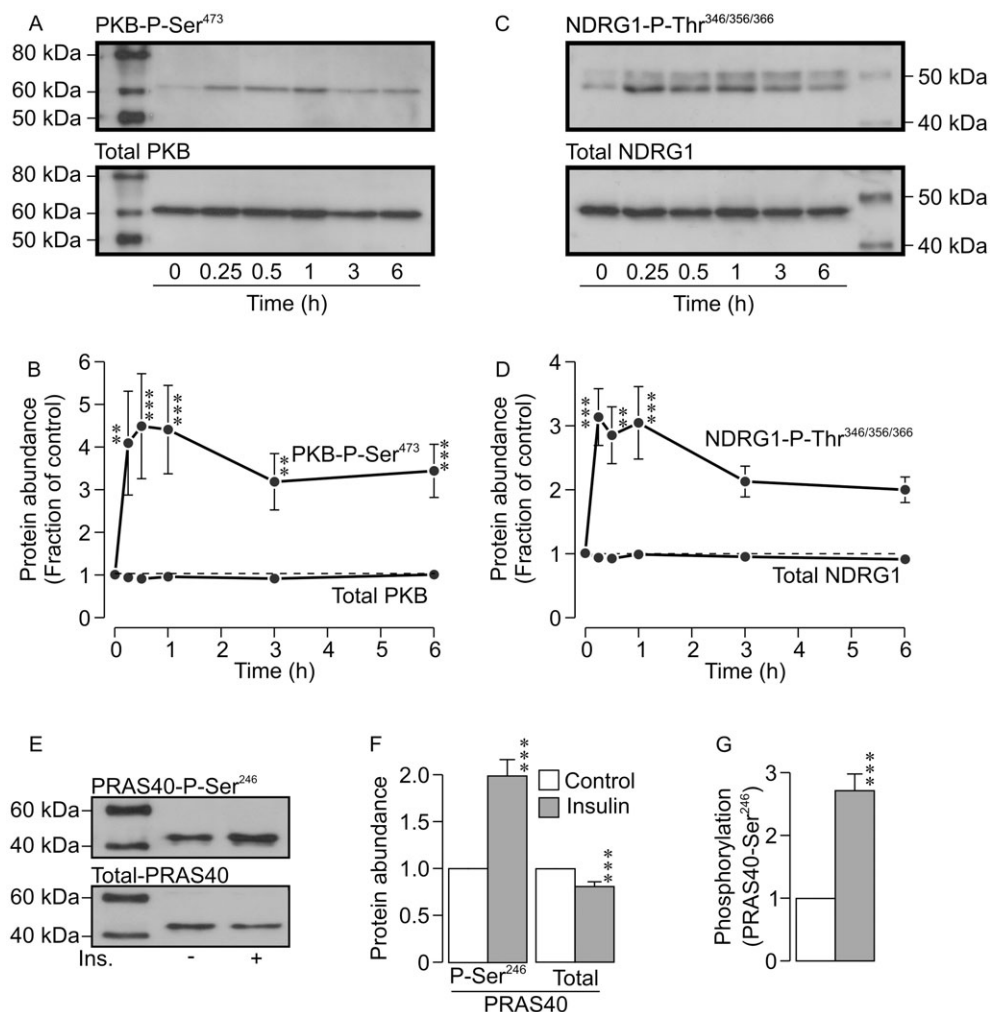 A
PKB-P-Ser⁴⁷³
80 kDa
60 kDa
50 kDa
Total PKB
80 kDa
60 kDa
50 kDa
0 0.25 0.5 1 3 6
Time (h)
C
NDRG1-P-Thr³⁴⁶/³⁵⁶/³⁶⁶
50 kDa
40 kDa
Total NDRG1
50 kDa
40 kDa
0 0.25 0.5 1 3 6
Time (h)
B
Protein abundance
(Fraction of control)
6
5
4
3
2
1
0
**
***
***
**
***
PKB-P-Ser⁴⁷³
Total PKB
0 1 2 3 4 5 6
Time (h)
D
Protein abundance
(Fraction of control)
4
3
2
1
0
***
**
***
NDRG1-P-Thr³⁴⁶/³⁵⁶/³⁶⁶
Total NDRG1
0 1 2 3 4 5 6
Time (h)
E
PRAS40-P-Ser²⁴⁶
60 kDa
40 kDa
Total-PRAS40
60 kDa
40 kDa
Ins. - +
F
Protein abundance
2.0
1.5
1.0
0.5
0
***
***
Control
Insulin
P-Ser²⁴⁶ Total
PRAS40
G
Phosphorylation
(PRAS40-Ser²⁴⁶)
3
2
1
0
***